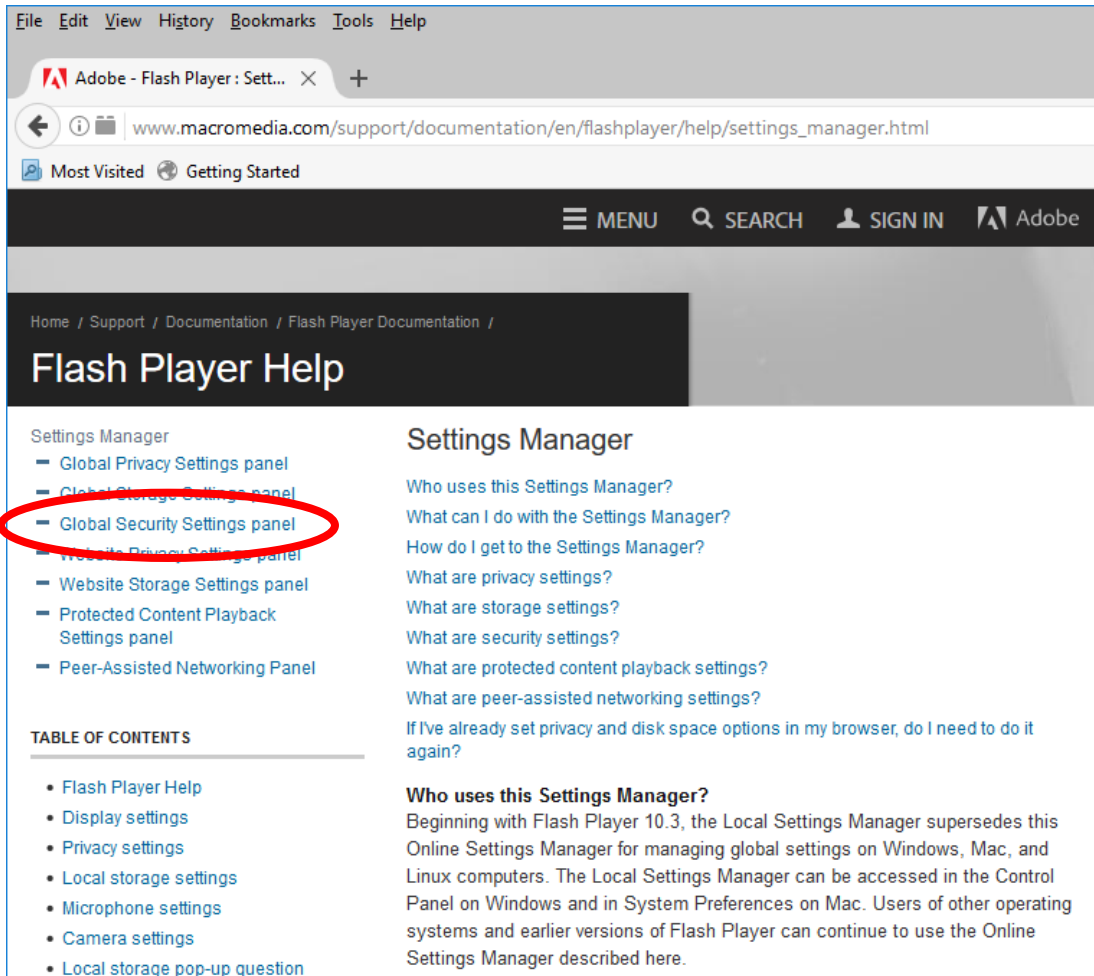 File Edit View History Bookmarks Tools Help
Adobe - Flash Player : Sett...
www.macromedia.com/support/documentation/en/flashplayer/help/settings_manager.html
Most Visited Getting Started
MENU SEARCH SIGN IN Adobe
Home / Support / Documentation / Flash Player Documentation /
Flash Player Help
Settings Manager
Global Privacy Settings panel
Global Storage Settings panel
Global Security Settings panel
Website Privacy Settings panel
Website Storage Settings panel
Protected Content Playback
Settings panel
Peer-Assisted Networking Panel
TABLE OF CONTENTS
• Flash Player Help
• Display settings
• Privacy settings
• Local storage settings
• Microphone settings
• Camera settings
• Local storage pop-up question
Settings Manager
Who uses this Settings Manager?
What can I do with the Settings Manager?
How do I get to the Settings Manager?
What are privacy settings?
What are storage settings?
What are security settings?
What are protected content playback settings?
What are peer-assisted networking settings?
If I've already set privacy and disk space options in my browser, do I need to do it
again?
Who uses this Settings Manager?
Beginning with Flash Player 10.3, the Local Settings Manager supersedes this
Online Settings Manager for managing global settings on Windows, Mac, and
Linux computers. The Local Settings Manager can be accessed in the Control
Panel on Windows and in System Preferences on Mac. Users of other operating
systems and earlier versions of Flash Player can continue to use the Online
Settings Manager described here.